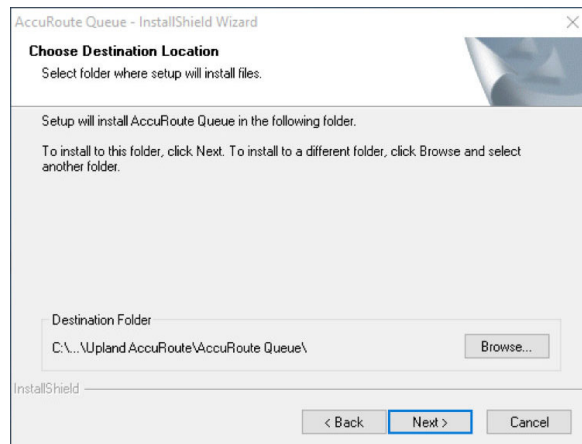 AccuRoute Queue - InstallShield Wizard
Choose Destination Location
Select folder where setup will install files.
Setup will install AccuRoute Queue in the following folder.
To install to this folder, click Next. To install to a different folder, click Browse and select
another folder.
Destination Folder
C:\...\Upland AccuRoute\AccuRoute Queue\
Browse...
InstallShield
< Back
Next >
Cancel